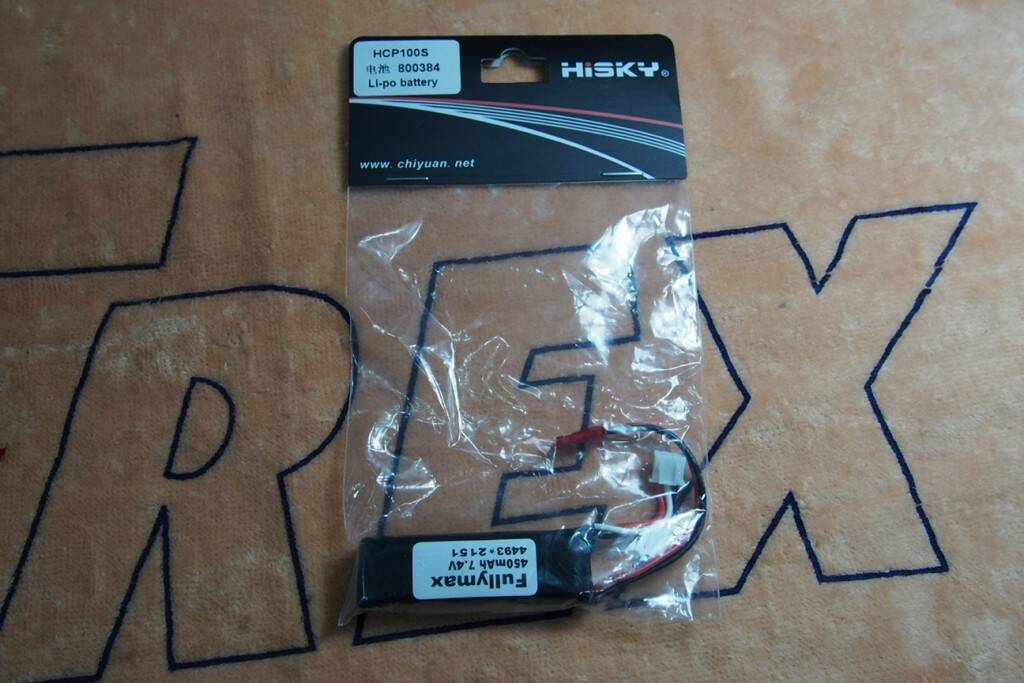 HCP100S
电池 800384
Li-po battery
HiSKY®
www.chiyuan.net
Fullymax
450mAh 7.4V
4493*2151
REX